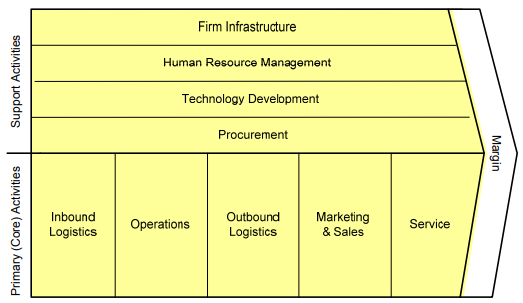 Support Activities
Firm Infrastructure
Human Resource Management
Technology Development
Procurement
Margin
Primary (Core) Activities
Inbound
Logistics
Operations
Outbound
Logistics
Marketing
& Sales
Service